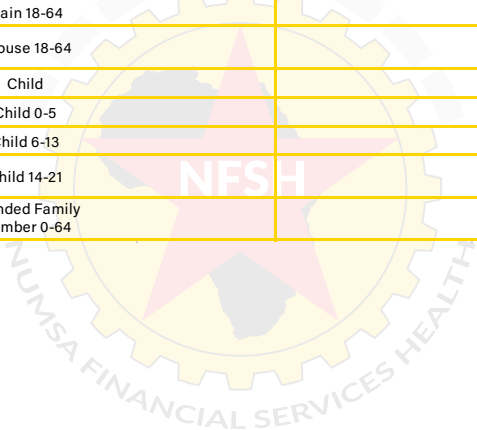 ain 18-64
ouse 18-64
Child
Child 0-5
hild 6-13
hild 14-21
nded Family
mber 0-64
NFSH
NUMSA FINANCIAL SERVICES HEALTH